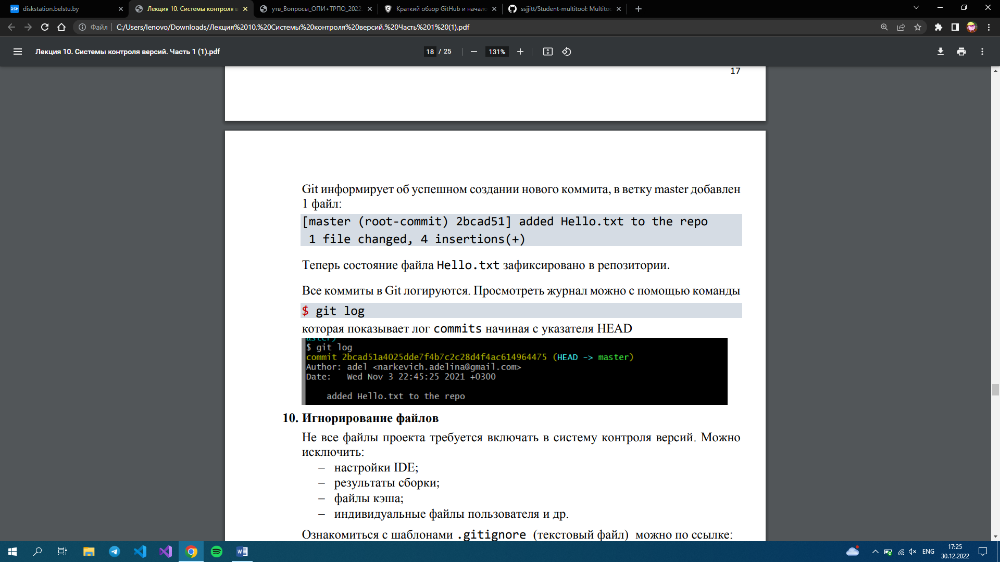 diskstation.belstu.by
Лекция 10. Системы контроля в
утв_Вопросы_ОПИ+ТРПО_2022
Краткий обзор GitHub и начало
ssjjitt/Student-multitool: Multitoo
Файл
C:/Users/lenovo/Downloads/Лекция%2010.%20Системы%20контроля%20версий.%20Часть%201%20(1).pdf
Лекция 10. Системы контроля версий. Часть 1 (1).pdf
18 / 25
131%
17
Git информирует об успешном создании нового коммита, в ветку master добавлен
1 файл:
[master (root-commit) 2bcad51] added Hello.txt to the repo
1 file changed, 4 insertions(+)
Теперь состояние файла Hello.txt зафиксировано в репозитории.
Все коммиты в Git логируются. Просмотреть журнал можно с помощью команды
$ git log
которая показывает лог commits начиная с указателя HEAD
aster)
$ git log
commit 2bcad51a4025dde7f4b7c2c28d4f4ac614964475 (HEAD -> master)
Author: adel <narkevich.adelina@gmail.com>
Date: Wed Nov 3 22:45:25 2021 +0300
added Hello.txt to the repo
10. Игнорирование файлов
Не все файлы проекта требуется включать в систему контроля версий. Можно
исключить:
– настройки IDE;
– результаты сборки;
– файлы кэша;
– индивидуальные файлы пользователя и др.
Ознакомиться с шаблонами .gitignore (текстовый файл) можно по ссылке:
ENG
17:25
30.12.2022